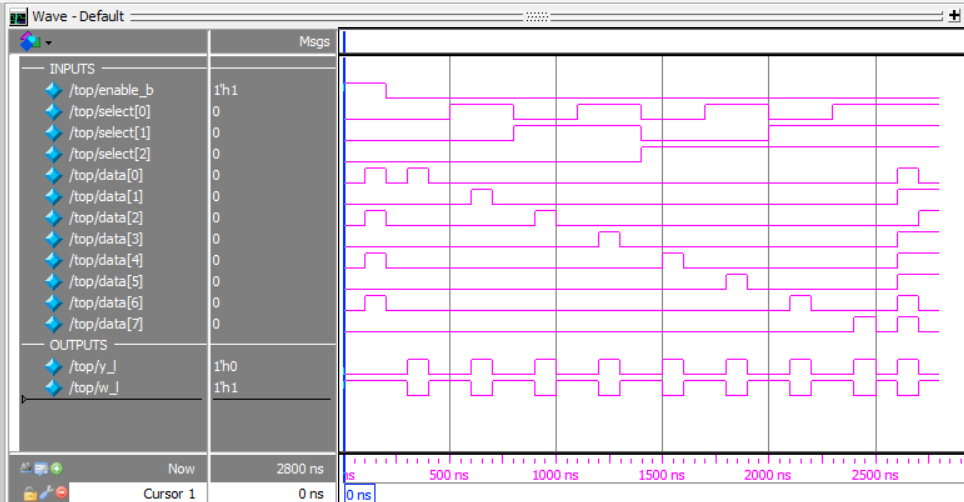 Wave - Default
Msgs
INPUTS
/top/enable_b 1'h1
/top/select[0] 0
/top/select[1] 0
/top/select[2] 0
/top/data[0] 0
/top/data[1] 0
/top/data[2] 0
/top/data[3] 0
/top/data[4] 0
/top/data[5] 0
/top/data[6] 0
/top/data[7] 0
OUTPUTS
/top/y_l 1'h0
/top/w_l 1'h1
Now 2800 ns ns 500 ns 1000 ns 1500 ns 2000 ns 2500 ns
Cursor 1 0 ns 0 ns